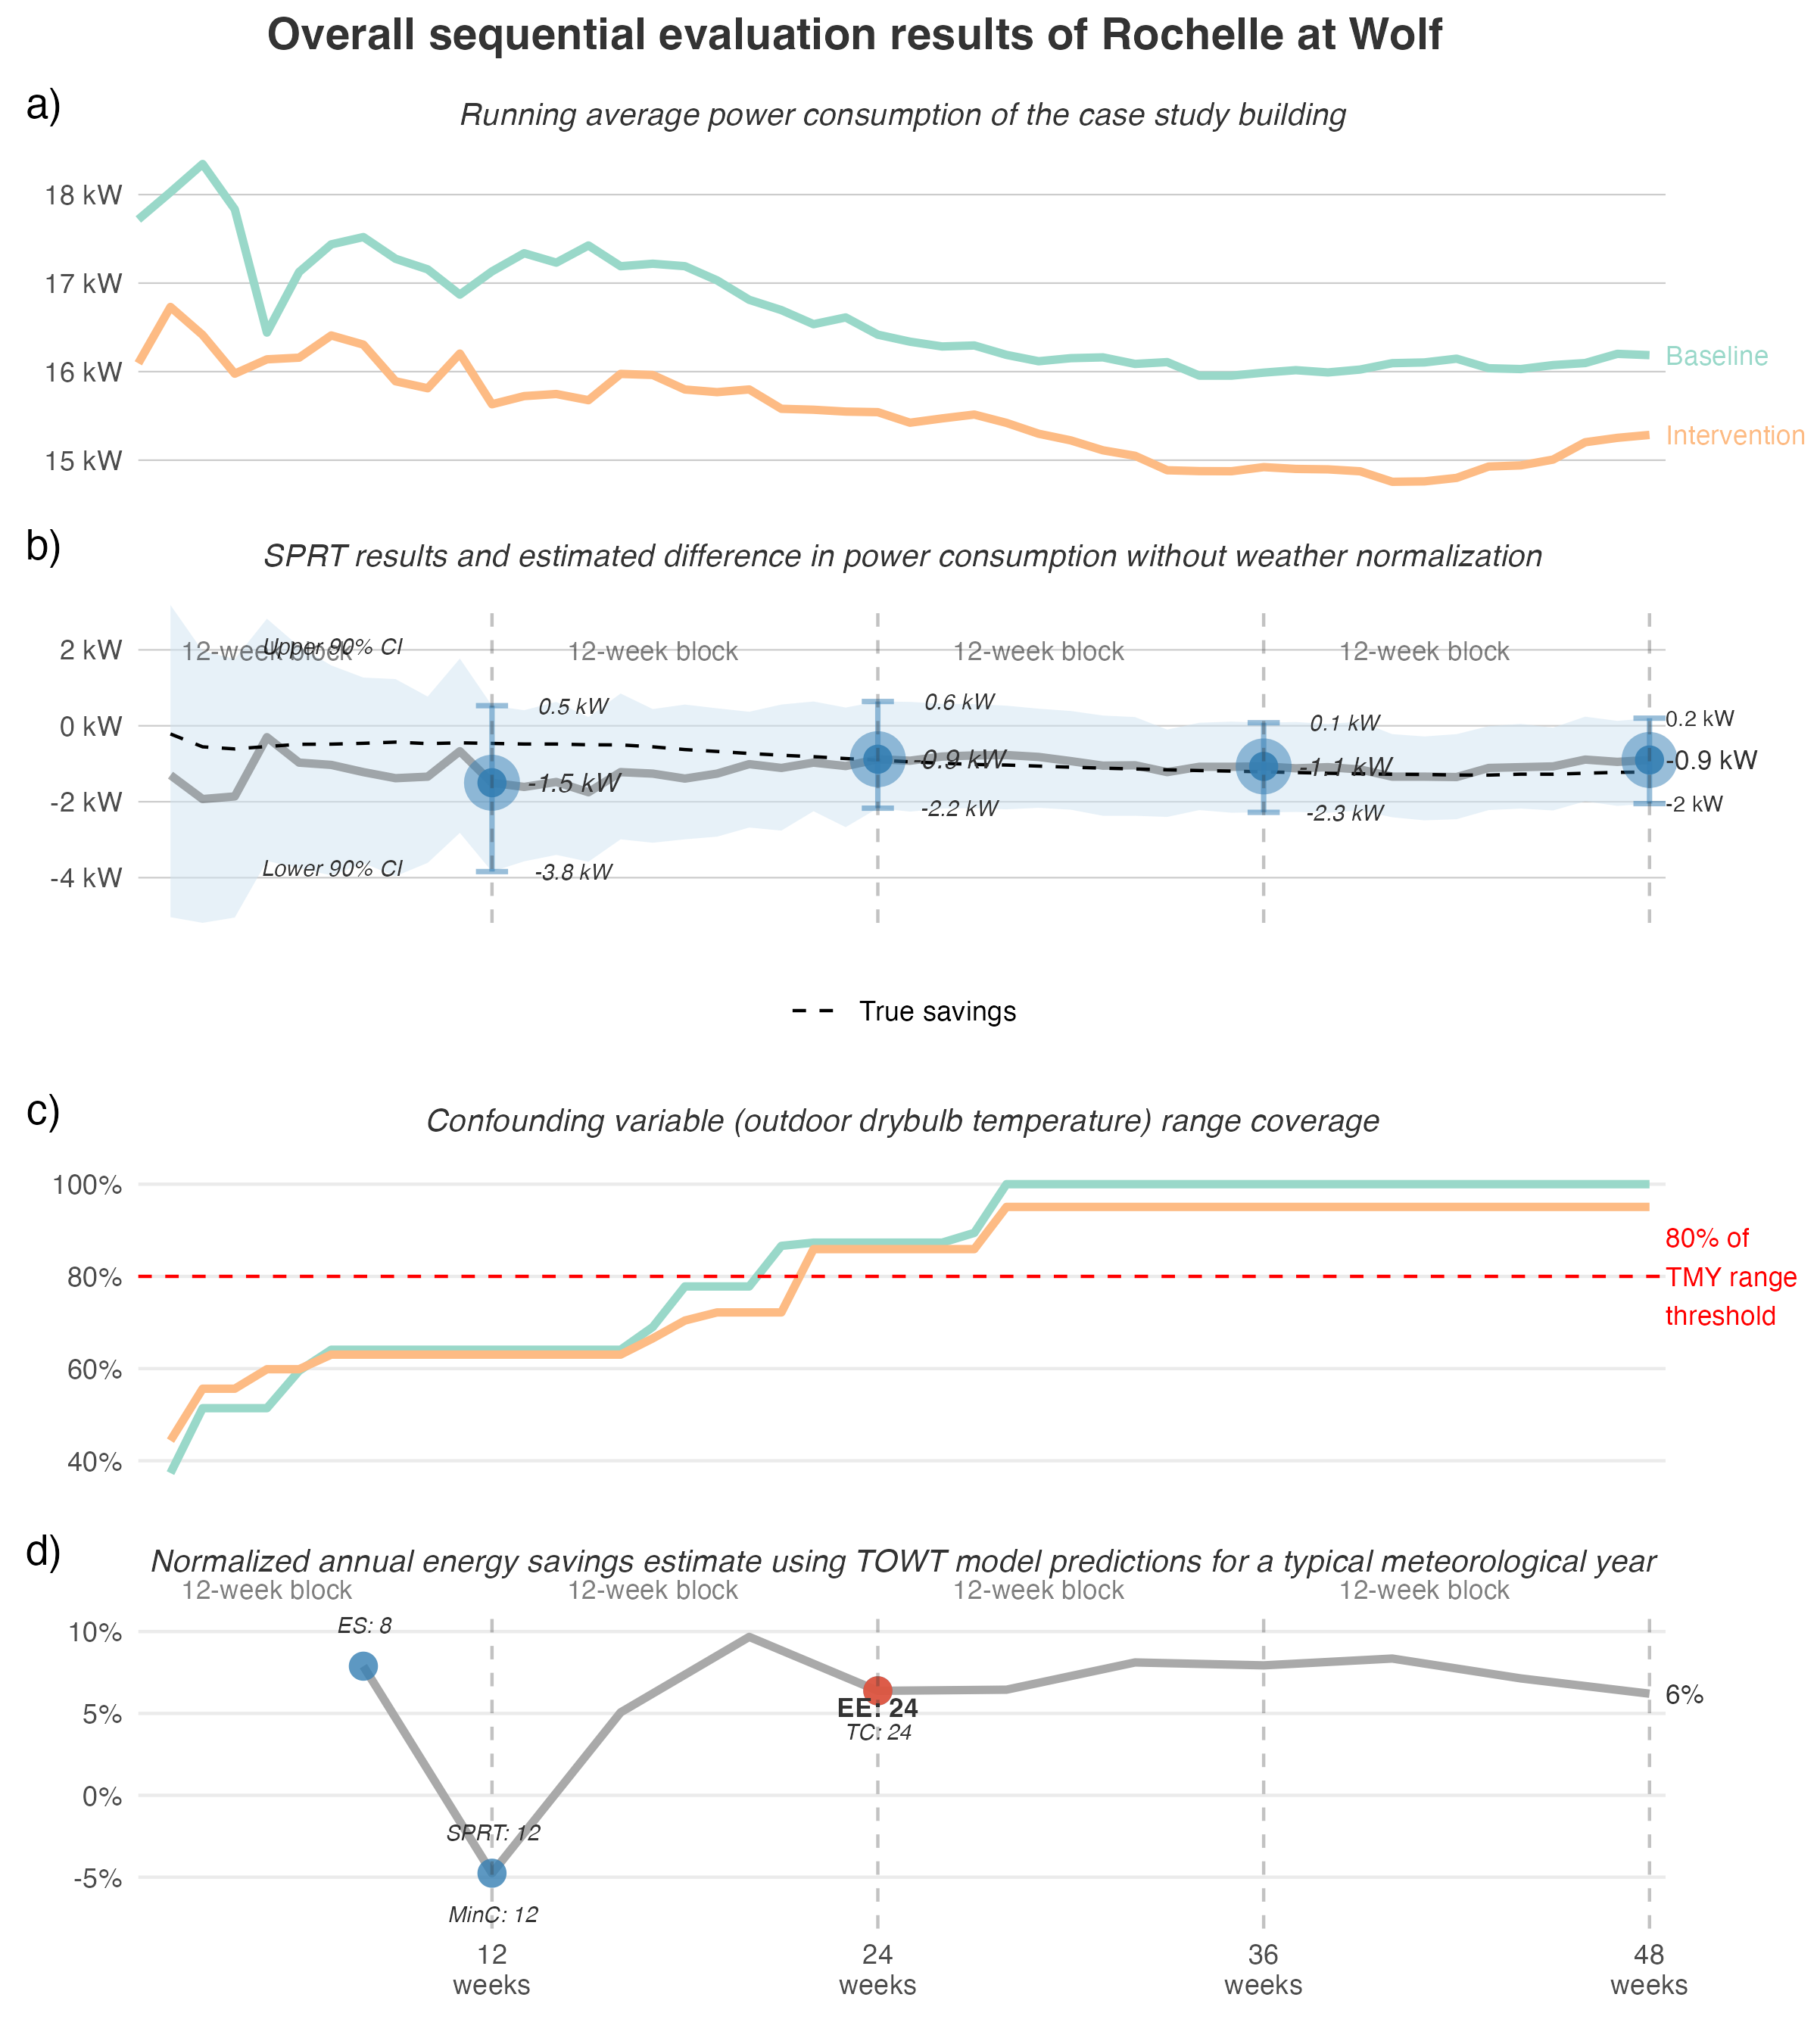 Overall sequential evaluation results of Rochelle at Wolf
a)
Running average power consumption of the case study building
18 kW
17 kW
16 kW
15 kW
Baseline
Intervention
b)
SPRT results and estimated difference in power consumption without weather normalization
2 kW
0 kW
-2 kW
-4 kW
12-week block
12-week block
12-week block
12-week block
Upper 90% CI
Lower 90% CI
0.5 kW
-1.5 kW
-3.8 kW
0.6 kW
-0.9 kW
-2.2 kW
0.1 kW
-1.1 kW
-2.3 kW
0.2 kW
-0.9 kW
-2 kW
True savings
c)
Confounding variable (outdoor drybulb temperature) range coverage
100%
80%
60%
40%
80% of
TMY range
threshold
d)
Normalized annual energy savings estimate using TOWT model predictions for a typical meteorological year
12-week block
12-week block
12-week block
12-week block
10%
5%
0%
-5%
ES: 8
SPRT: 12
MinC: 12
EE: 24
TC: 24
6%
12
weeks
24
weeks
36
weeks
48
weeks